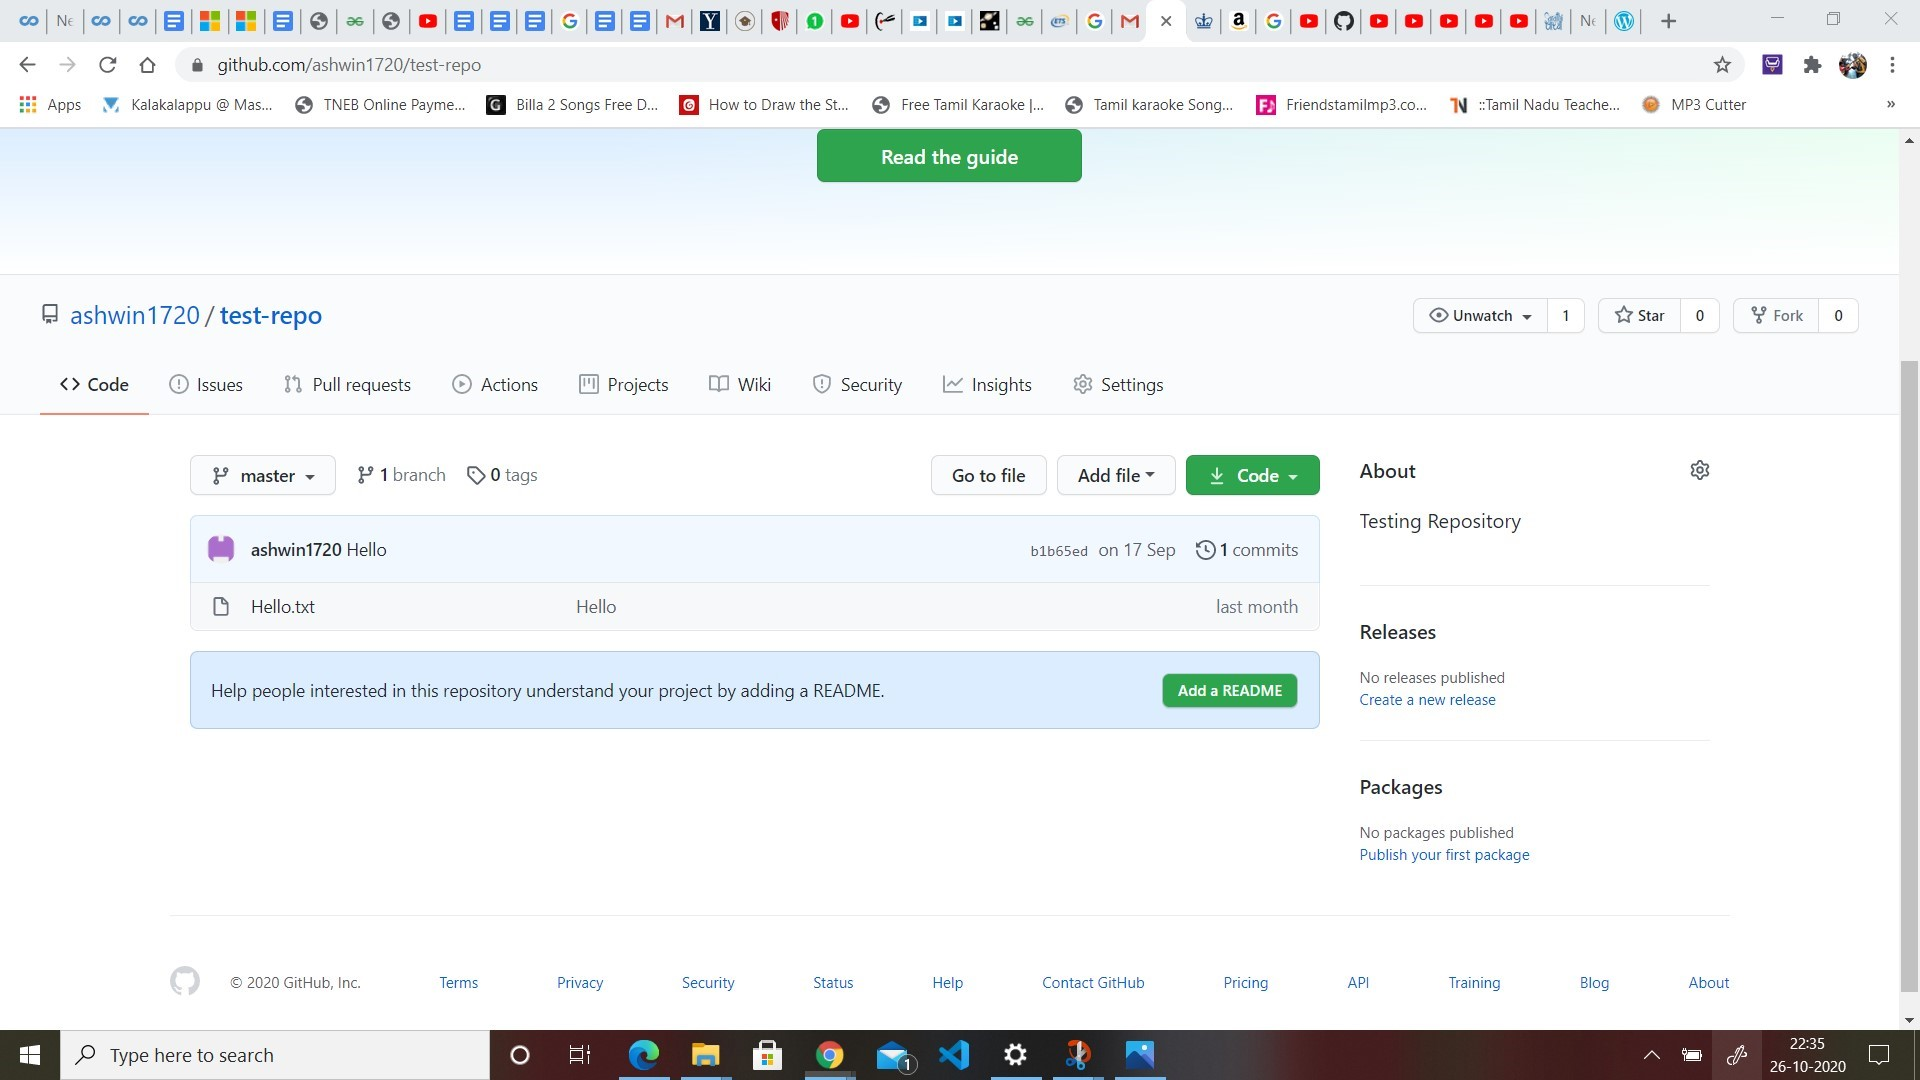 Ne
Ne
github.com/ashwin1720/test-repo
Apps
Kalakalappu @ Mas...
TNEB Online Payme...
Billa 2 Songs Free D...
How to Draw the St...
Free Tamil Karaoke |...
Tamil karaoke Song...
Friendstamilmp3.co...
::Tamil Nadu Teache...
MP3 Cutter
»
Read the guide
ashwin1720 / test-repo
Unwatch 1
Star 0
Fork 0
Code
Issues
Pull requests
Actions
Projects
Wiki
Security
Insights
Settings
master
1 branch
0 tags
Go to file
Add file
Code
About
Testing Repository
ashwin1720 Hello
b1b65ed on 17 Sep
1 commits
Hello.txt
Hello
last month
Help people interested in this repository understand your project by adding a README.
Add a README
Releases
No releases published
Create a new release
Packages
No packages published
Publish your first package
© 2020 GitHub, Inc.
Terms
Privacy
Security
Status
Help
Contact GitHub
Pricing
API
Training
Blog
About
Type here to search
1
22:35
26-10-2020